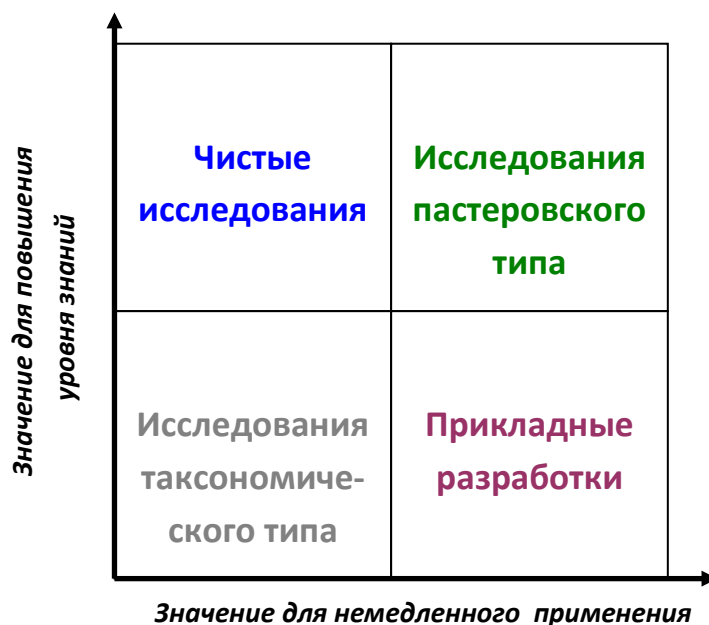 Значение для повышения
уровня знаний
Чистые
исследования
Исследования
пастеровского
типа
Исследования
таксономиче-
ского типа
Прикладные
разработки
Значение для немедленного применения